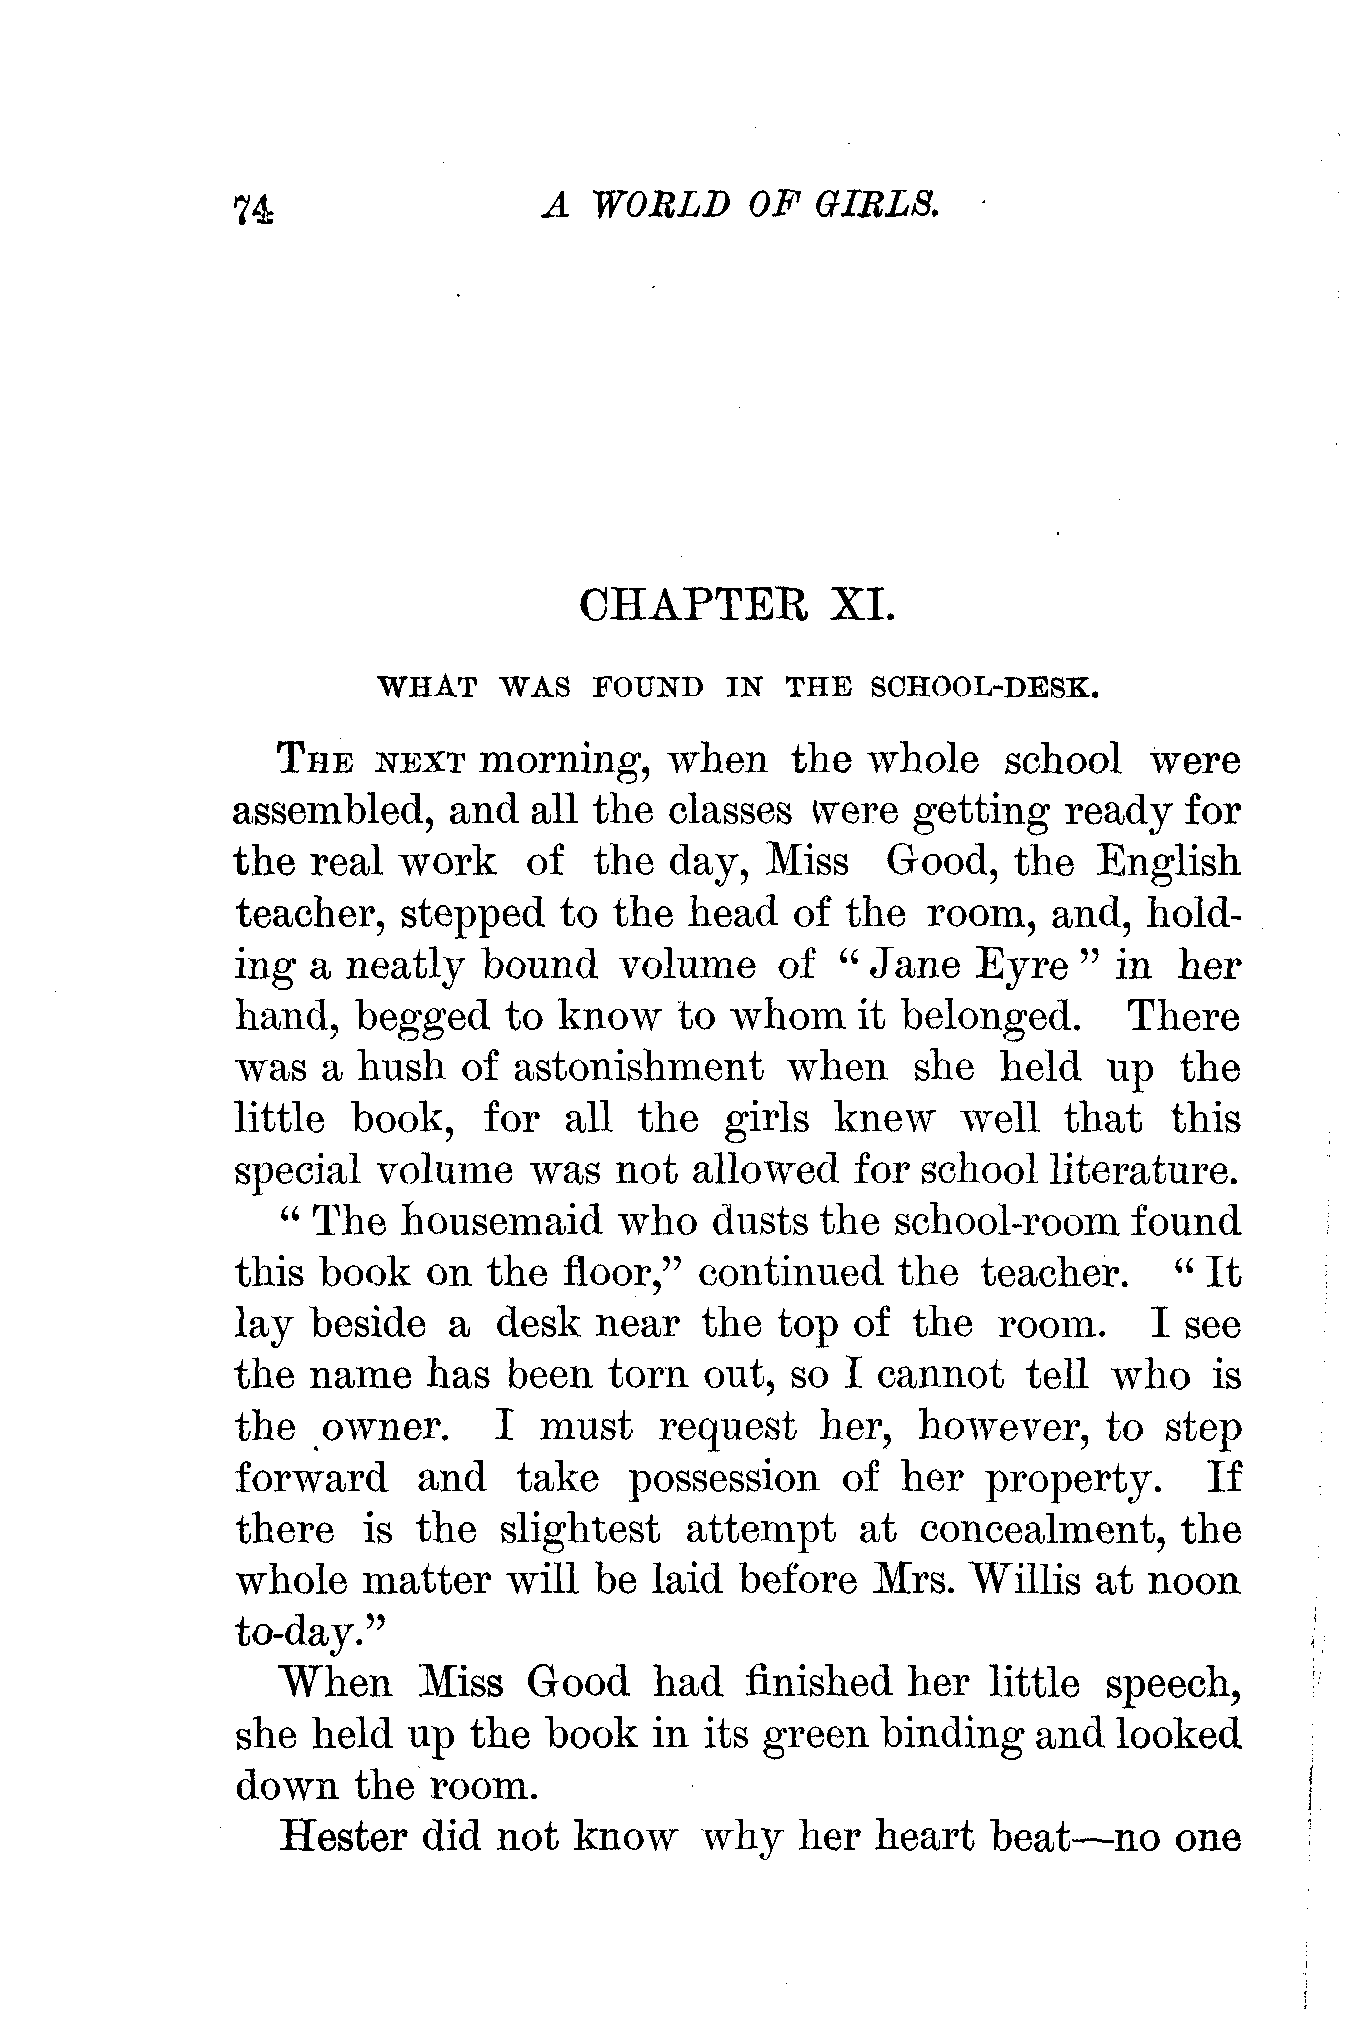 74 A WORLD OF GIRLS.
CHAPTER XI.
WHAT WAS FOUND IN THE SCHOOL-DESK.
THE NEXT morning, when the whole school were
assembled, and all the classes were getting ready for
the real work of the day, Miss Good, the English
teacher, stepped to the head of the room, and, hold-
ing a neatly bound volume of “ Jane Eyre ” in her
hand, begged to know to whom it belonged. There
was a hush of astonishment when she held up the
little book, for all the girls knew well that this
special volume was not allowed for school literature.
“ The housemaid who dusts the school-room found
this book on the floor,” continued the teacher. “ It
lay beside a desk near the top of the room. I see
the name has been torn out, so I cannot tell who is
the owner. I must request her, however, to step
forward and take possession of her property. If
there is the slightest attempt at concealment, the
whole matter will be laid before Mrs. Willis at noon
to-day.”
When Miss Good had finished her little speech,
she held up the book in its green binding and looked
down the room.
Hester did not know why her heart beat—no one